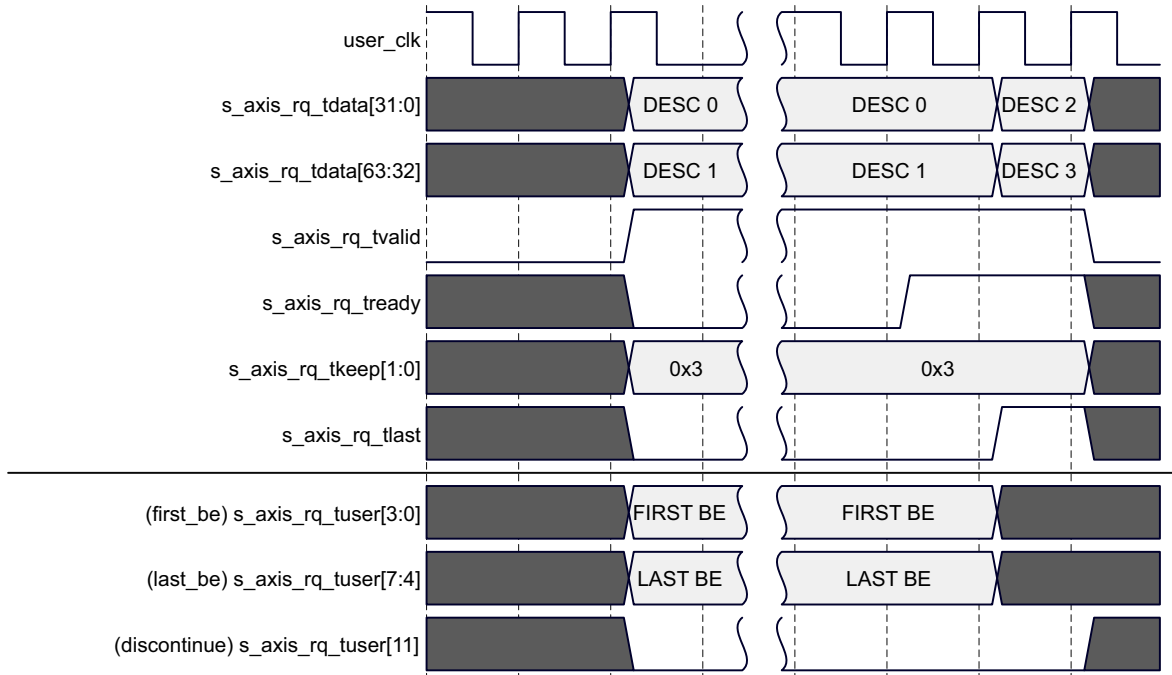 user_clk
s_axis_rq_tdata[31:0] DESC 0 DESC 0 DESC 2
s_axis_rq_tdata[63:32] DESC 1 DESC 1 DESC 3
s_axis_rq_tvalid
s_axis_rq_tready
s_axis_rq_tkeep[1:0] 0x3 0x3
s_axis_rq_tlast
(first_be) s_axis_rq_tuser[3:0] FIRST BE FIRST BE
(last_be) s_axis_rq_tuser[7:4] LAST BE LAST BE
(discontinue) s_axis_rq_tuser[11]